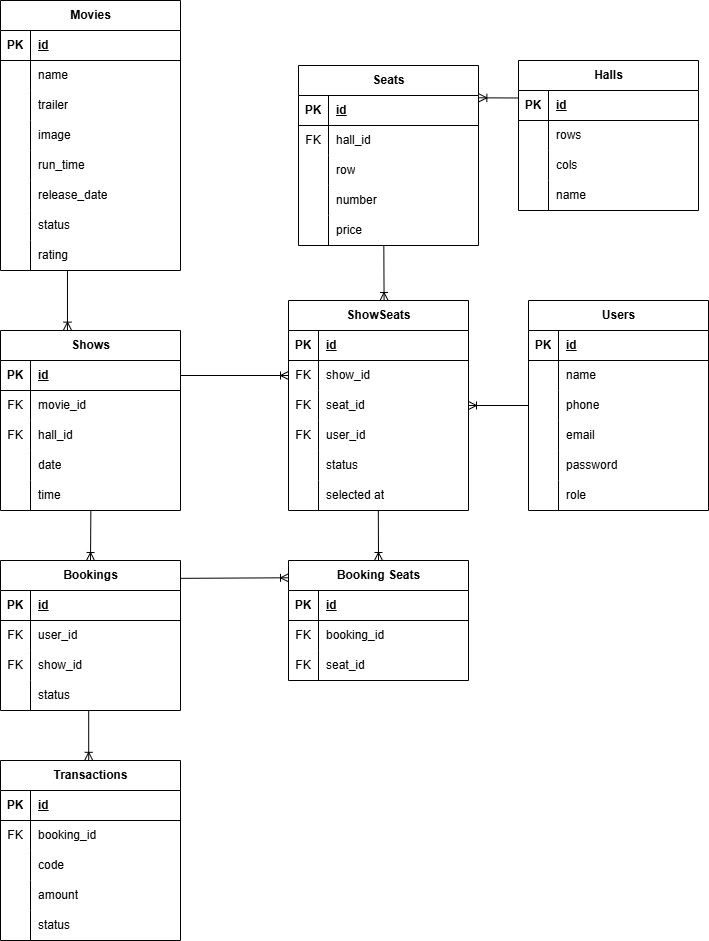 Movies
PK id
name
trailer
image
run_time
release_date
status
rating
Seats
PK id
FK hall_id
row
number
price
Halls
PK id
rows
cols
name
Shows
PK id
FK movie_id
FK hall_id
date
time
ShowSeats
PK id
FK show_id
FK seat_id
FK user_id
status
selected at
Users
PK id
name
phone
email
password
role
Bookings
PK id
FK user_id
FK show_id
status
Booking Seats
PK id
FK booking_id
FK seat_id
Transactions
PK id
FK booking_id
code
amount
status